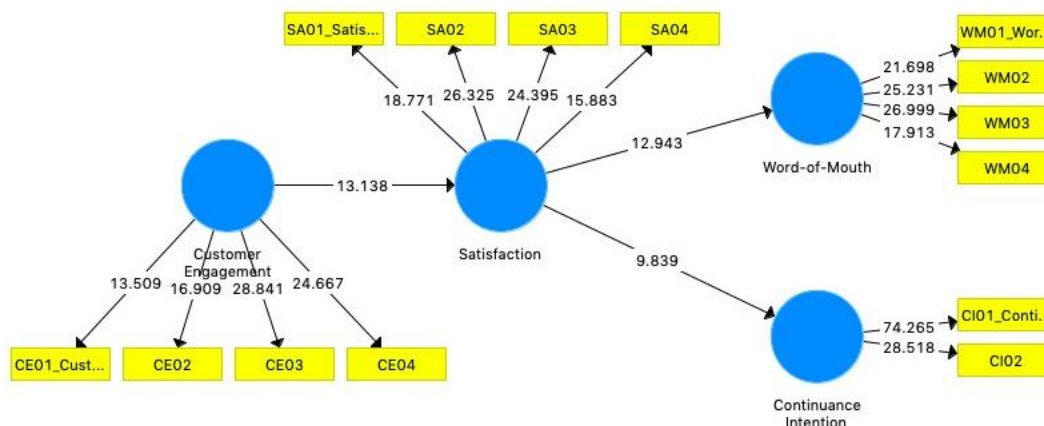 SA01_Satis...
SA02
SA03
SA04
WM01_Wor..
21.698
WM02
25.231
18.771
26.325
24.395
15.883
26.999
WM03
17.913
12.943
WM04
Word-of-Mouth
13.138
Satisfaction
Customer
Engagement
9.839
13.509
16.909
28.841
24.667
CI01_Conti..
74.265
28.518
CI02
CE01_Cust...
CE02
CE03
CE04
Continuance
Intention